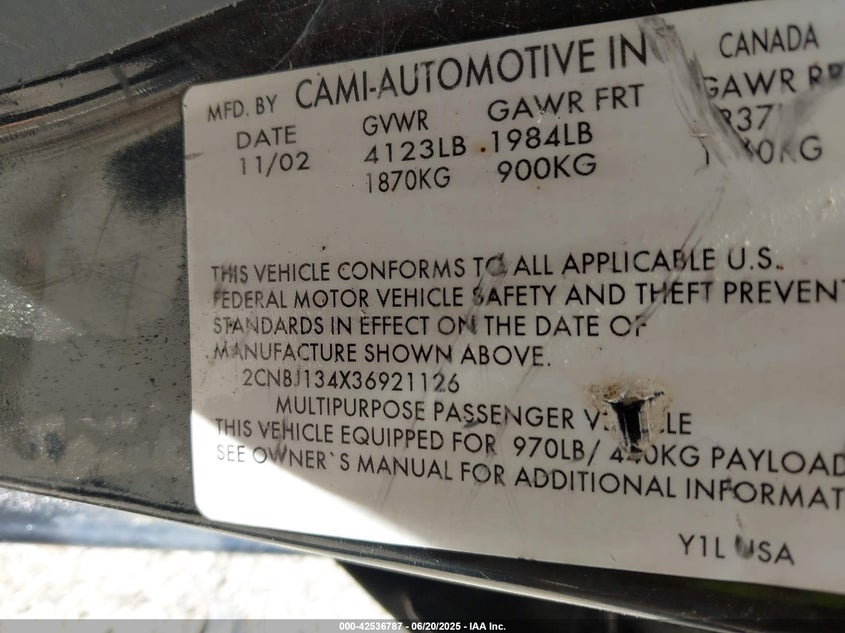 MFD. BY CAMI-AUTOMOTIVE IN CANADA
DATE GVWR GAWR FRT GAWR RR
11/02 4123LB 1984LB
1870KG 900KG
THIS VEHICLE CONFORMS TO ALL APPLICABLE U.S.
FEDERAL MOTOR VEHICLE SAFETY AND THEFT PREVENT
STANDARDS IN EFFECT ON THE DATE OF
MANUFACTURE SHOWN ABOVE.
2CNBJ134X36921126
MULTIPURPOSE PASSENGER
THIS VEHICLE EQUIPPED FOR 970LB/ PAYLOAD
SEE OWNER`S MANUAL FOR ADDITIONAL INFORMAT
Y1L USA
000-42536787 - 06/20/2025 - IAA Inc.